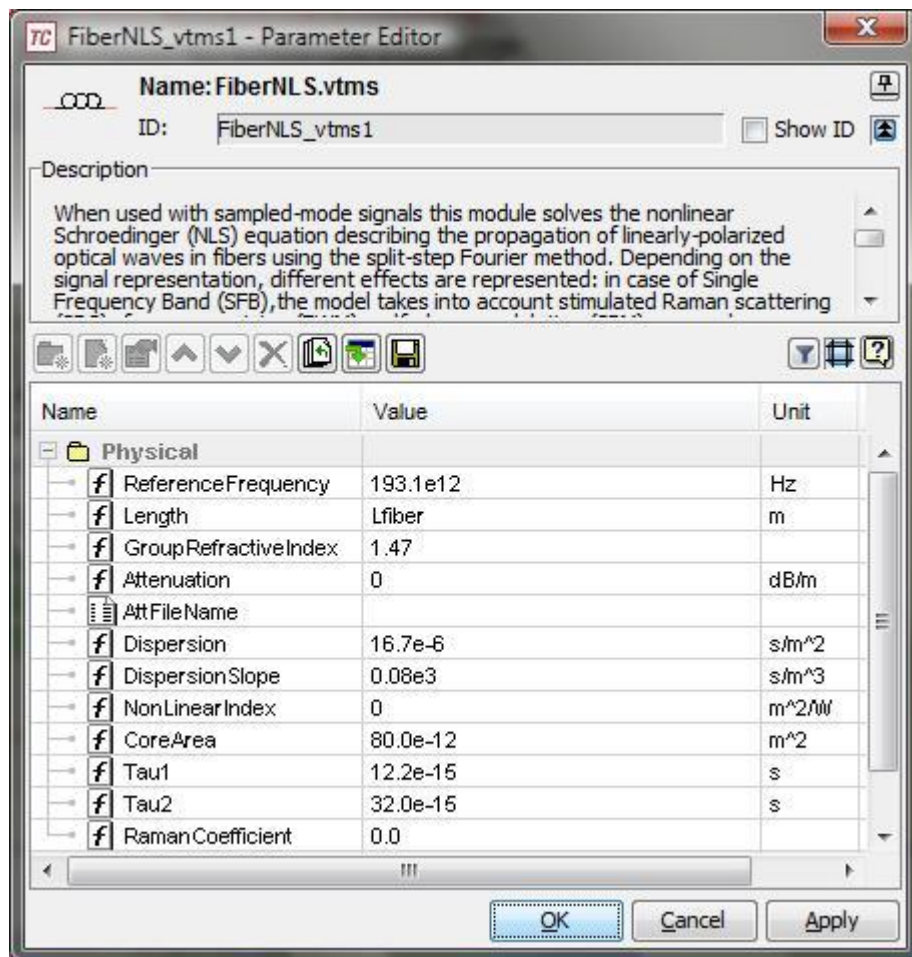 TC FiberNLS_vtms1 - Parameter Editor
Name: FiberNLS.vtms
ID: FiberNLS_vtms1 Show ID
Description
When used with sampled-mode signals this module solves the nonlinear
Schroedinger (NLS) equation describing the propagation of linearly-polarized
optical waves in fibers using the split-step Fourier method. Depending on the
signal representation, different effects are represented: in case of Single
Frequency Band (SFB),the model takes into account stimulated Raman scattering
Name Value Unit
Physical
f ReferenceFrequency 193.1e12 Hz
f Length Lfiber m
f GroupRefractiveIndex 1.47
f Attenuation 0 dB/m
AttFileName
f Dispersion 16.7e-6 s/m^2
f DispersionSlope 0.08e3 s/m^3
f NonLinearIndex 0 m^2/W
f CoreArea 80.0e-12 m^2
f Tau1 12.2e-15 s
f Tau2 32.0e-15 s
f RamanCoefficient 0.0
OK Cancel Apply